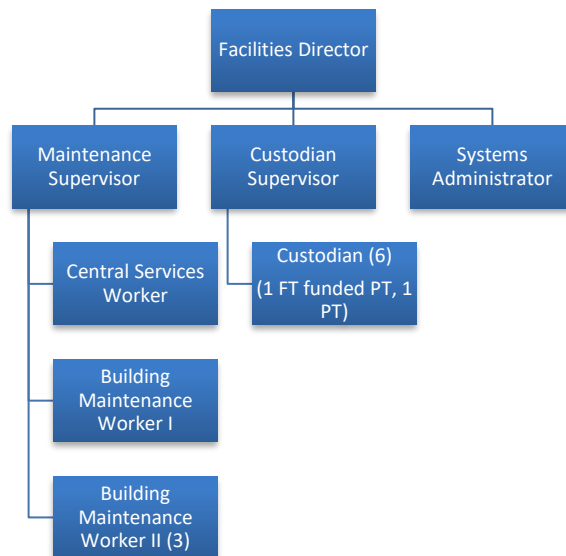 Facilities Director
Maintenance
Supervisor
Custodian
Supervisor
Systems
Administrator
Central Services
Worker
Custodian (6)
(1 FT funded PT, 1
PT)
Building
Maintenance
Worker I
Building
Maintenance
Worker II (3)